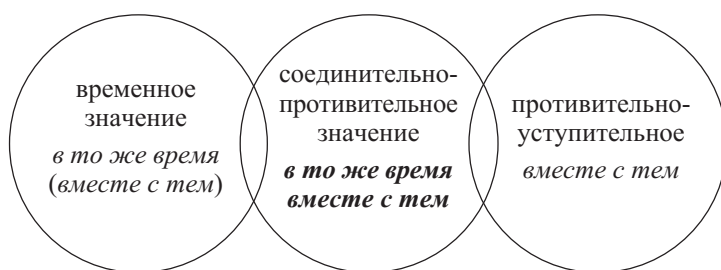 временное
значение
в то же время
(вместе с тем)
соединительно-
противительное
значение
в то же время
вместе с тем
противительно-
уступительное
вместе с тем